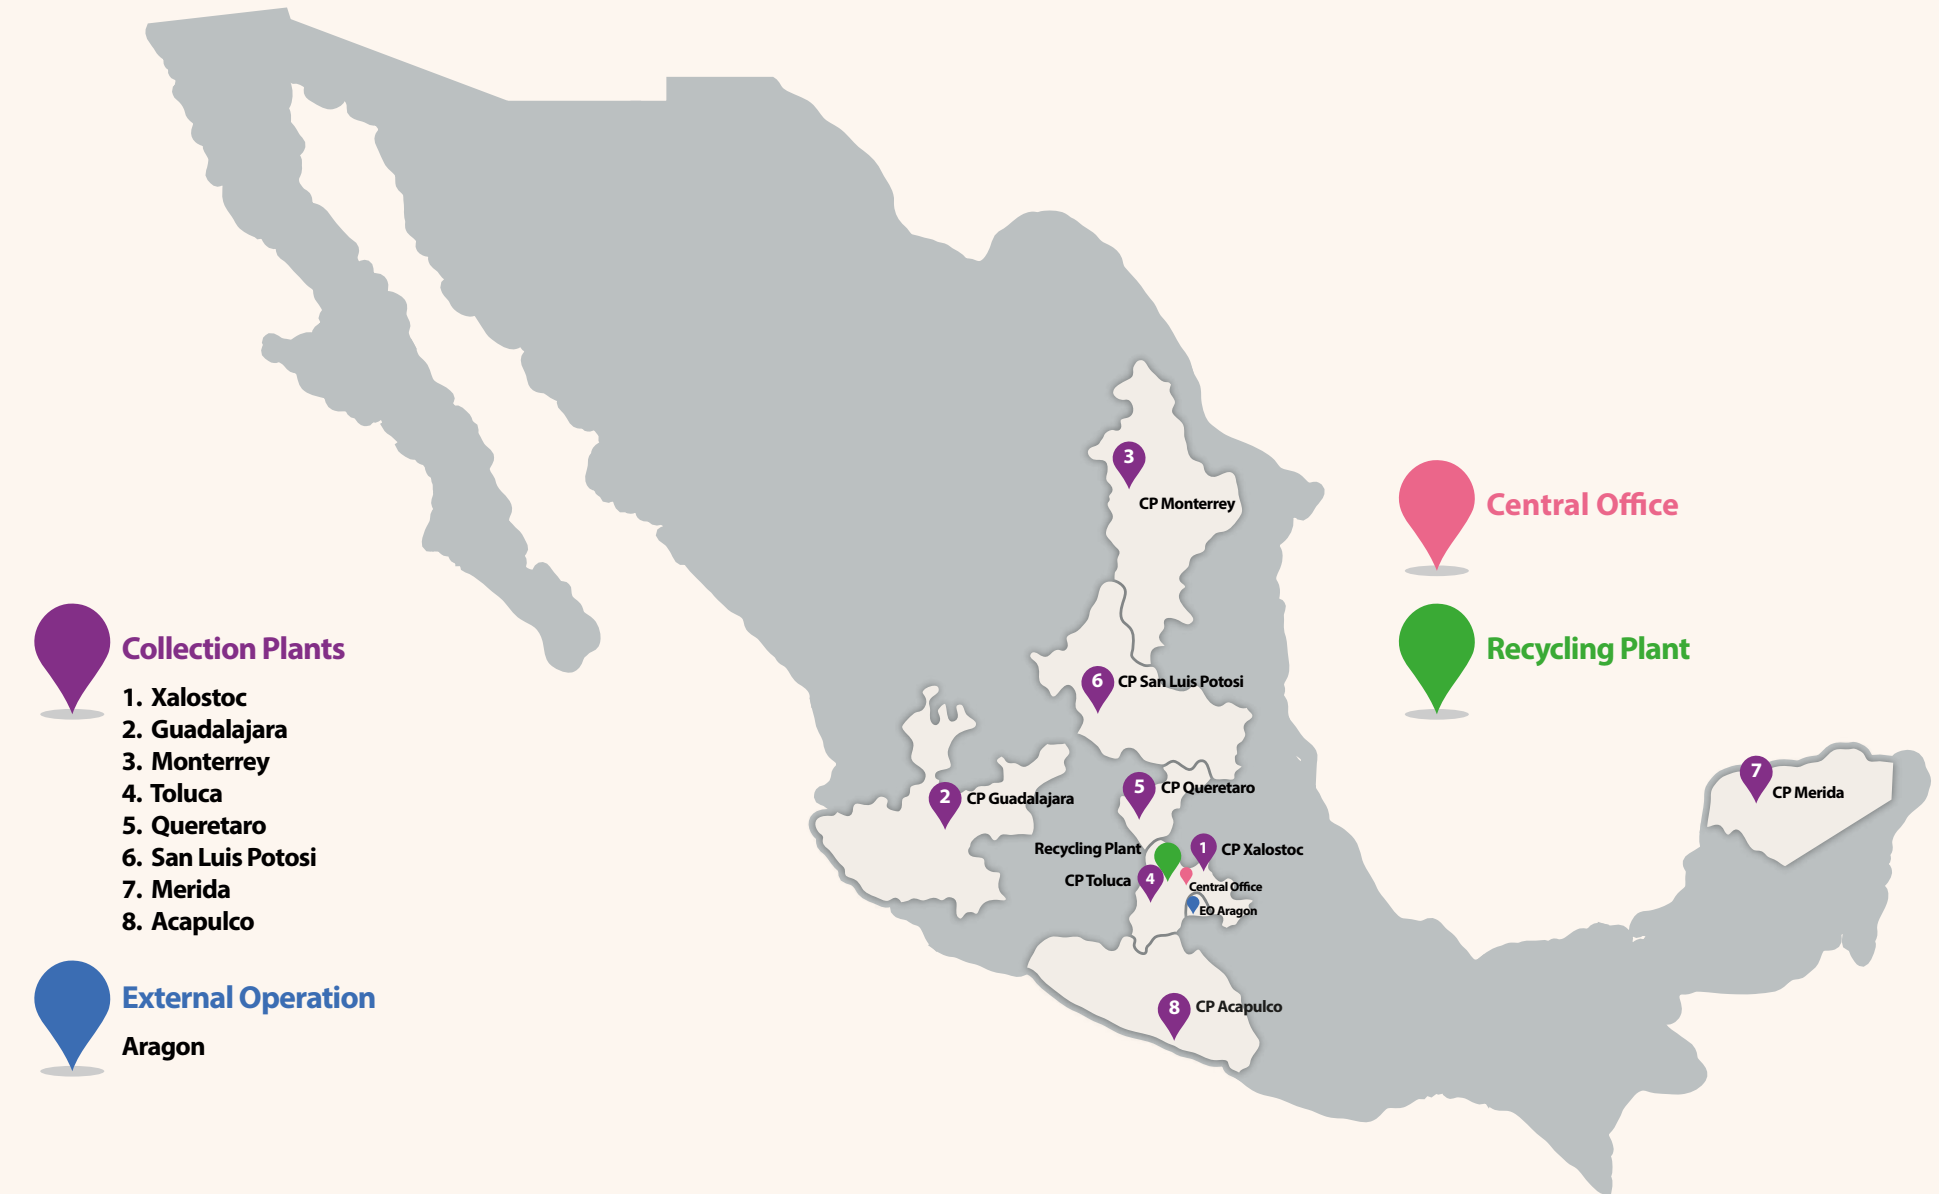 3
CP Monterrey
Central Office
Recycling Plant
Collection Plants
1. Xalostoc
2. Guadalajara
3. Monterrey
4. Toluca
5. Queretaro
6. San Luis Potosi
7. Merida
8. Acapulco
External Operation
Aragon
6
CP San Luis Potosi
2
CP Guadalajara
5
CP Queretaro
7
CP Merida
Recycling Plant
1
CP Xalostoc
CP Toluca
4
Central Office
EO Aragon
8
CP Acapulco